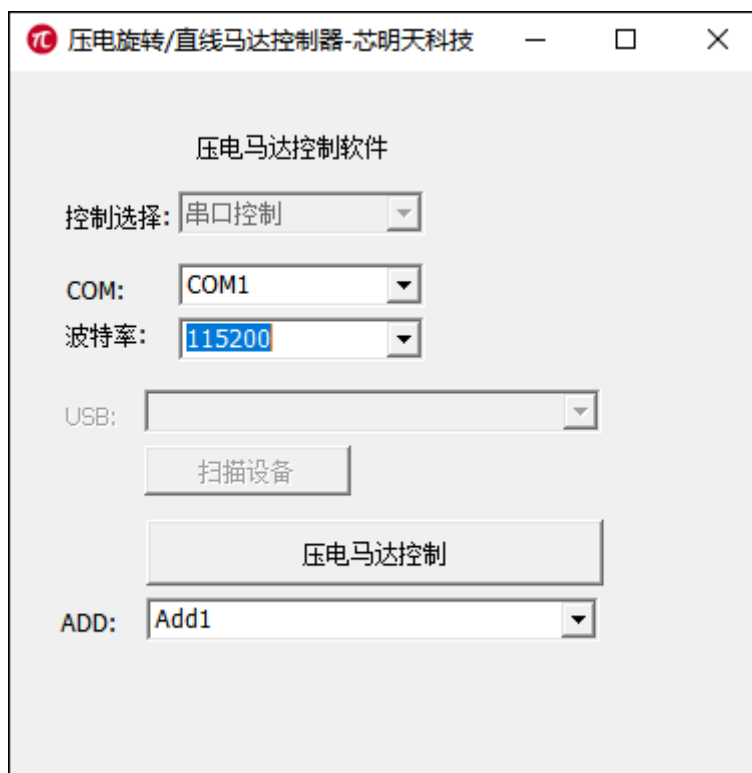 压电旋转/直线马达控制器-芯明天科技
压电马达控制软件
控制选择: 串口控制
COM: COM1
波特率: 115200
USB:
扫描设备
压电马达控制
ADD: Add1